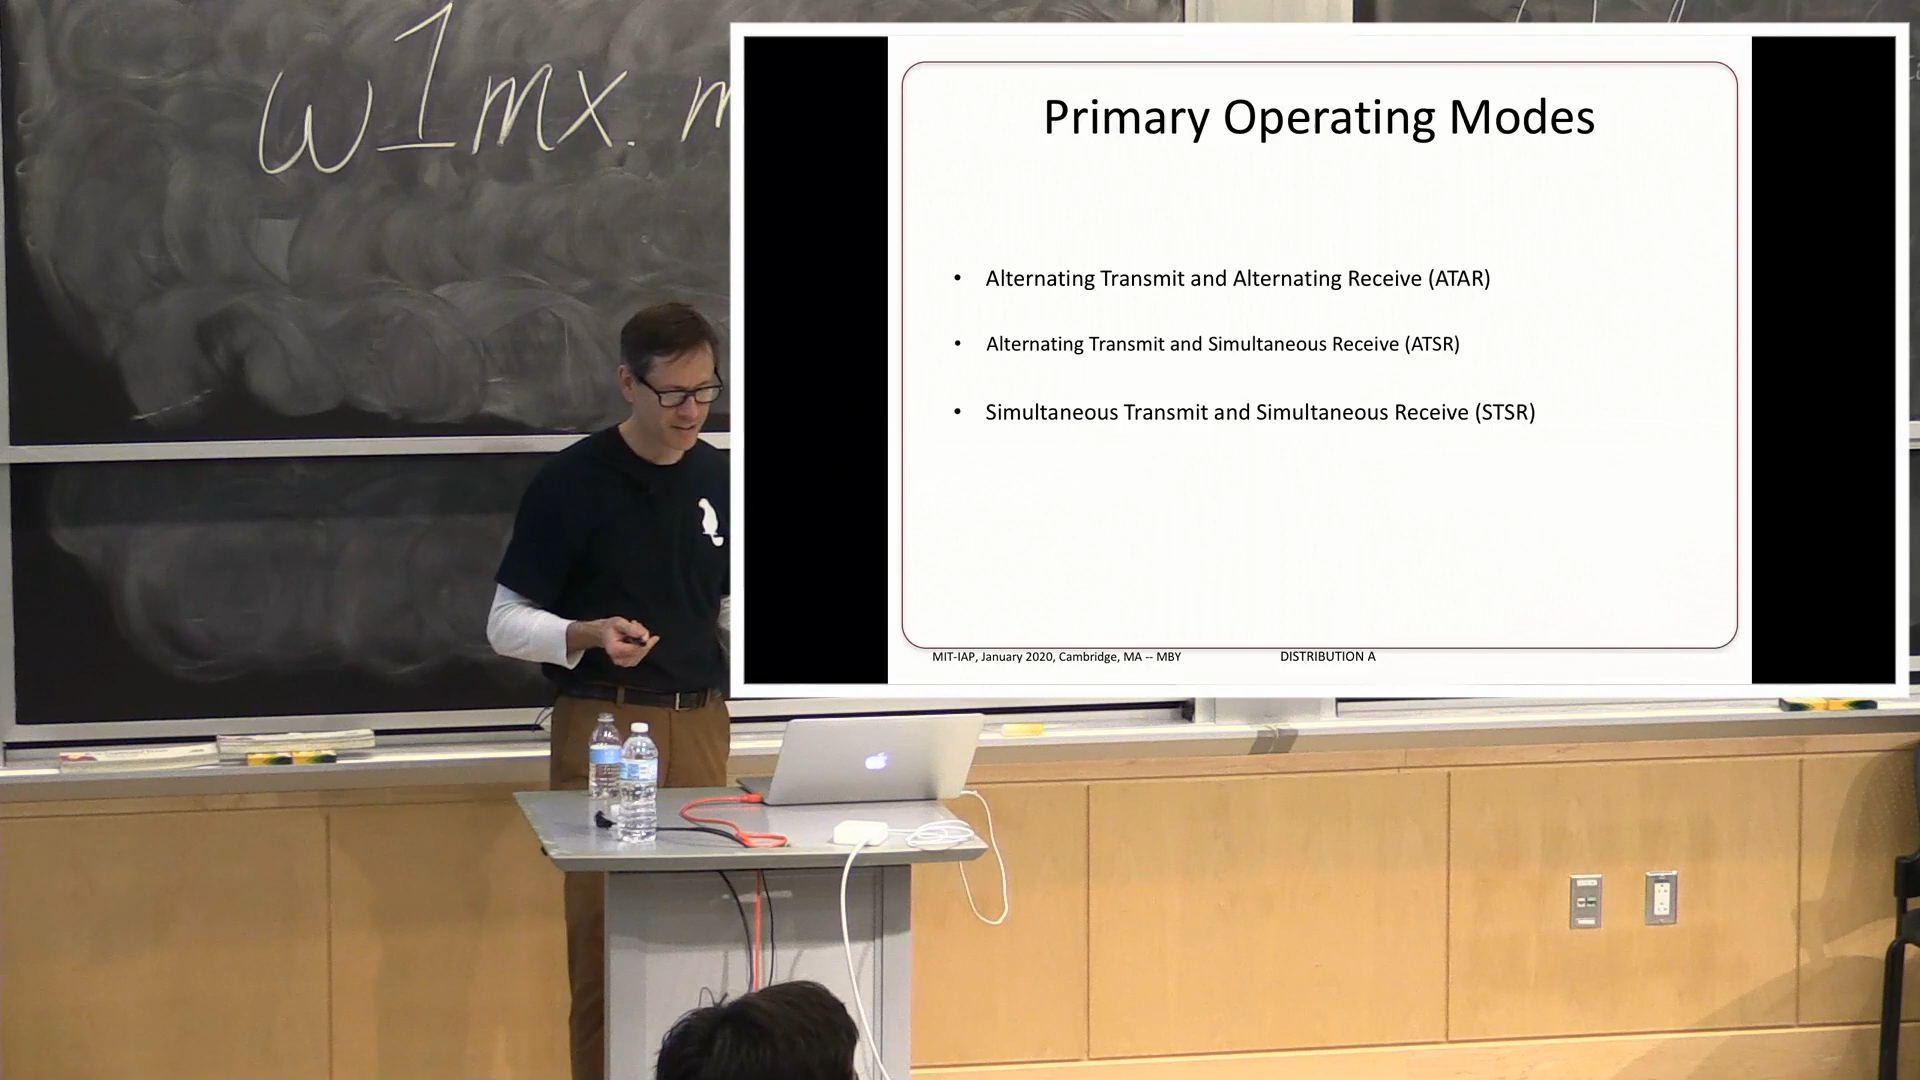 w1mx. m
Primary Operating Modes
• Alternating Transmit and Alternating Receive (ATAR)
• Alternating Transmit and Simultaneous Receive (ATSR)
• Simultaneous Transmit and Simultaneous Receive (STSR)
MIT-IAP, January 2020, Cambridge, MA -- MBY
DISTRIBUTION A